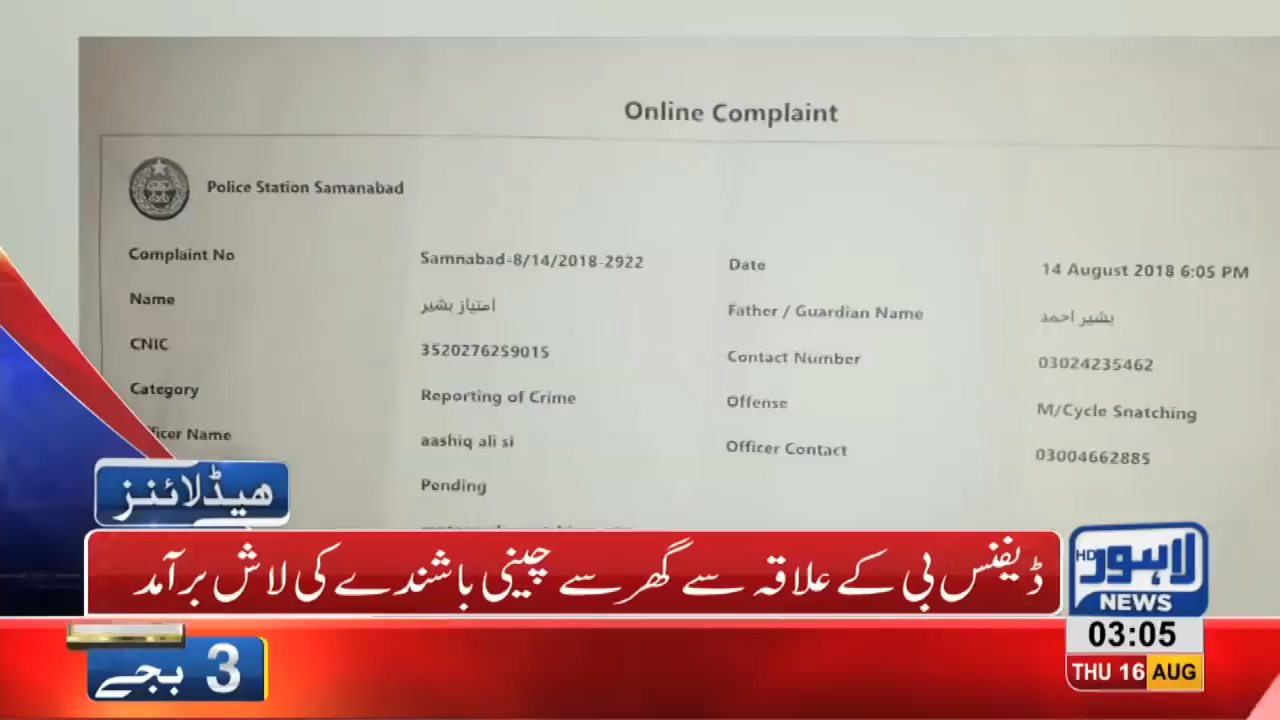 Online Complaint
Police Station Samanabad
Complaint No Samnabad-8/14/2018-2922 Date 14 August 2018 6:05 PM
Name امتیاز بشیر Father / Guardian Name بشیر احمد
CNIC 3520276259015 Contact Number 03024235462
Category Reporting of Crime Offense M/Cycle Snatching
Officer Name aashiq ali si Officer Contact 03004662885
Pending
ھیڈلائنز
ڈیفنس بی کے علاقہ سے گھر سے چینی باشندے کی لاش برآمد
HD لاہور
NEWS
03:05
3 بجے
THU 16 AUG